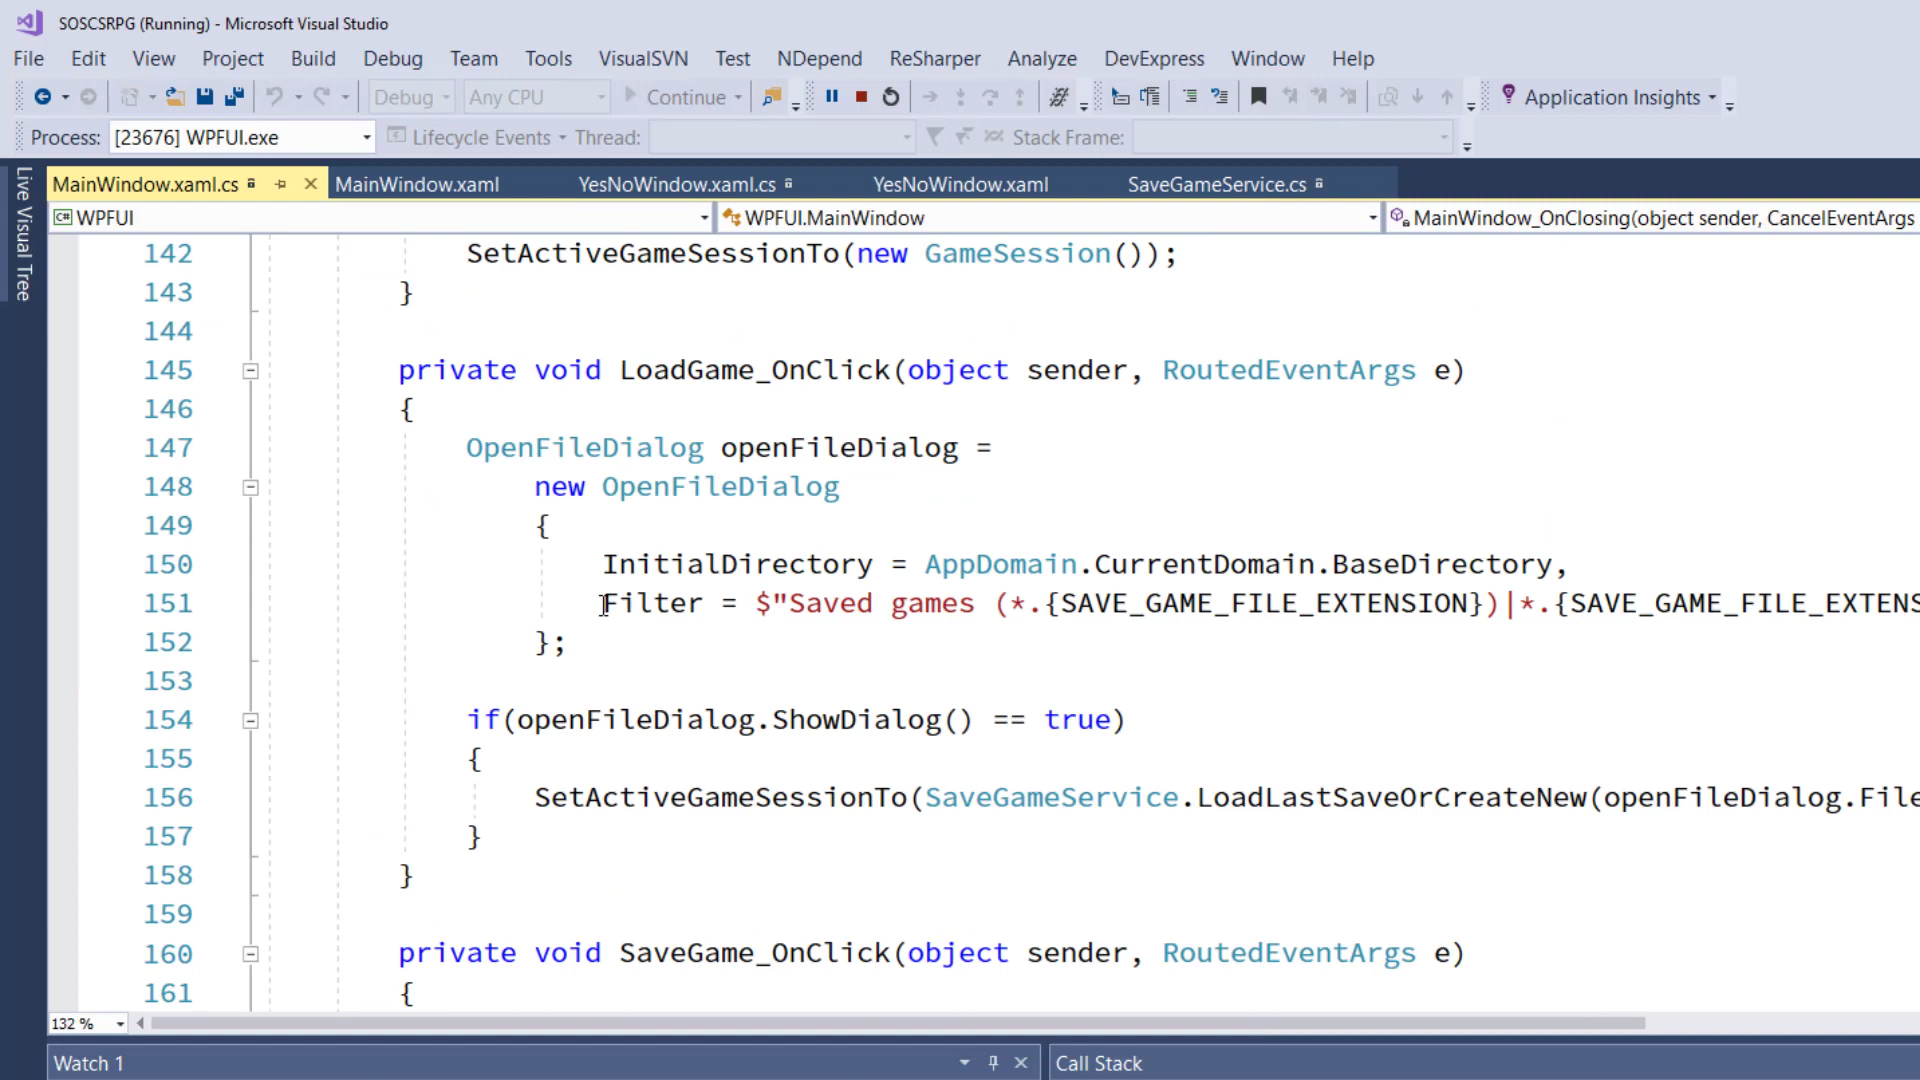 SOSCSRPG (Running) - Microsoft Visual Studio
File Edit View Project Build Debug Team Tools VisualSVN Test NDepend ReSharper Analyze DevExpress Window Help
Debug Any CPU Continue Application Insights
Process: [23676] WPFUI.exe Lifecycle Events Thread: Stack Frame:
Live Visual Tree
MainWindow.xaml.cs MainWindow.xaml YesNoWindow.xaml.cs YesNoWindow.xaml SaveGameService.cs
WPFUI WPFUI.MainWindow MainWindow_OnClosing(object sender, CancelEventArgs
142 SetActiveGameSessionTo(new GameSession());
143 }
144
145 private void LoadGame_OnClick(object sender, RoutedEventArgs e)
146 {
147 OpenFileDialog openFileDialog =
148 new OpenFileDialog
149 {
150 InitialDirectory = AppDomain.CurrentDomain.BaseDirectory,
151 Filter = $"Saved games (*.{SAVE_GAME_FILE_EXTENSION})|*.{SAVE_GAME_FILE_EXTENS
152 };
153
154 if(openFileDialog.ShowDialog() == true)
155 {
156 SetActiveGameSessionTo(SaveGameService.LoadLastSaveOrCreateNew(openFileDialog.File
157 }
158 }
159
160 private void SaveGame_OnClick(object sender, RoutedEventArgs e)
161 {
132 %
Watch 1 Call Stack